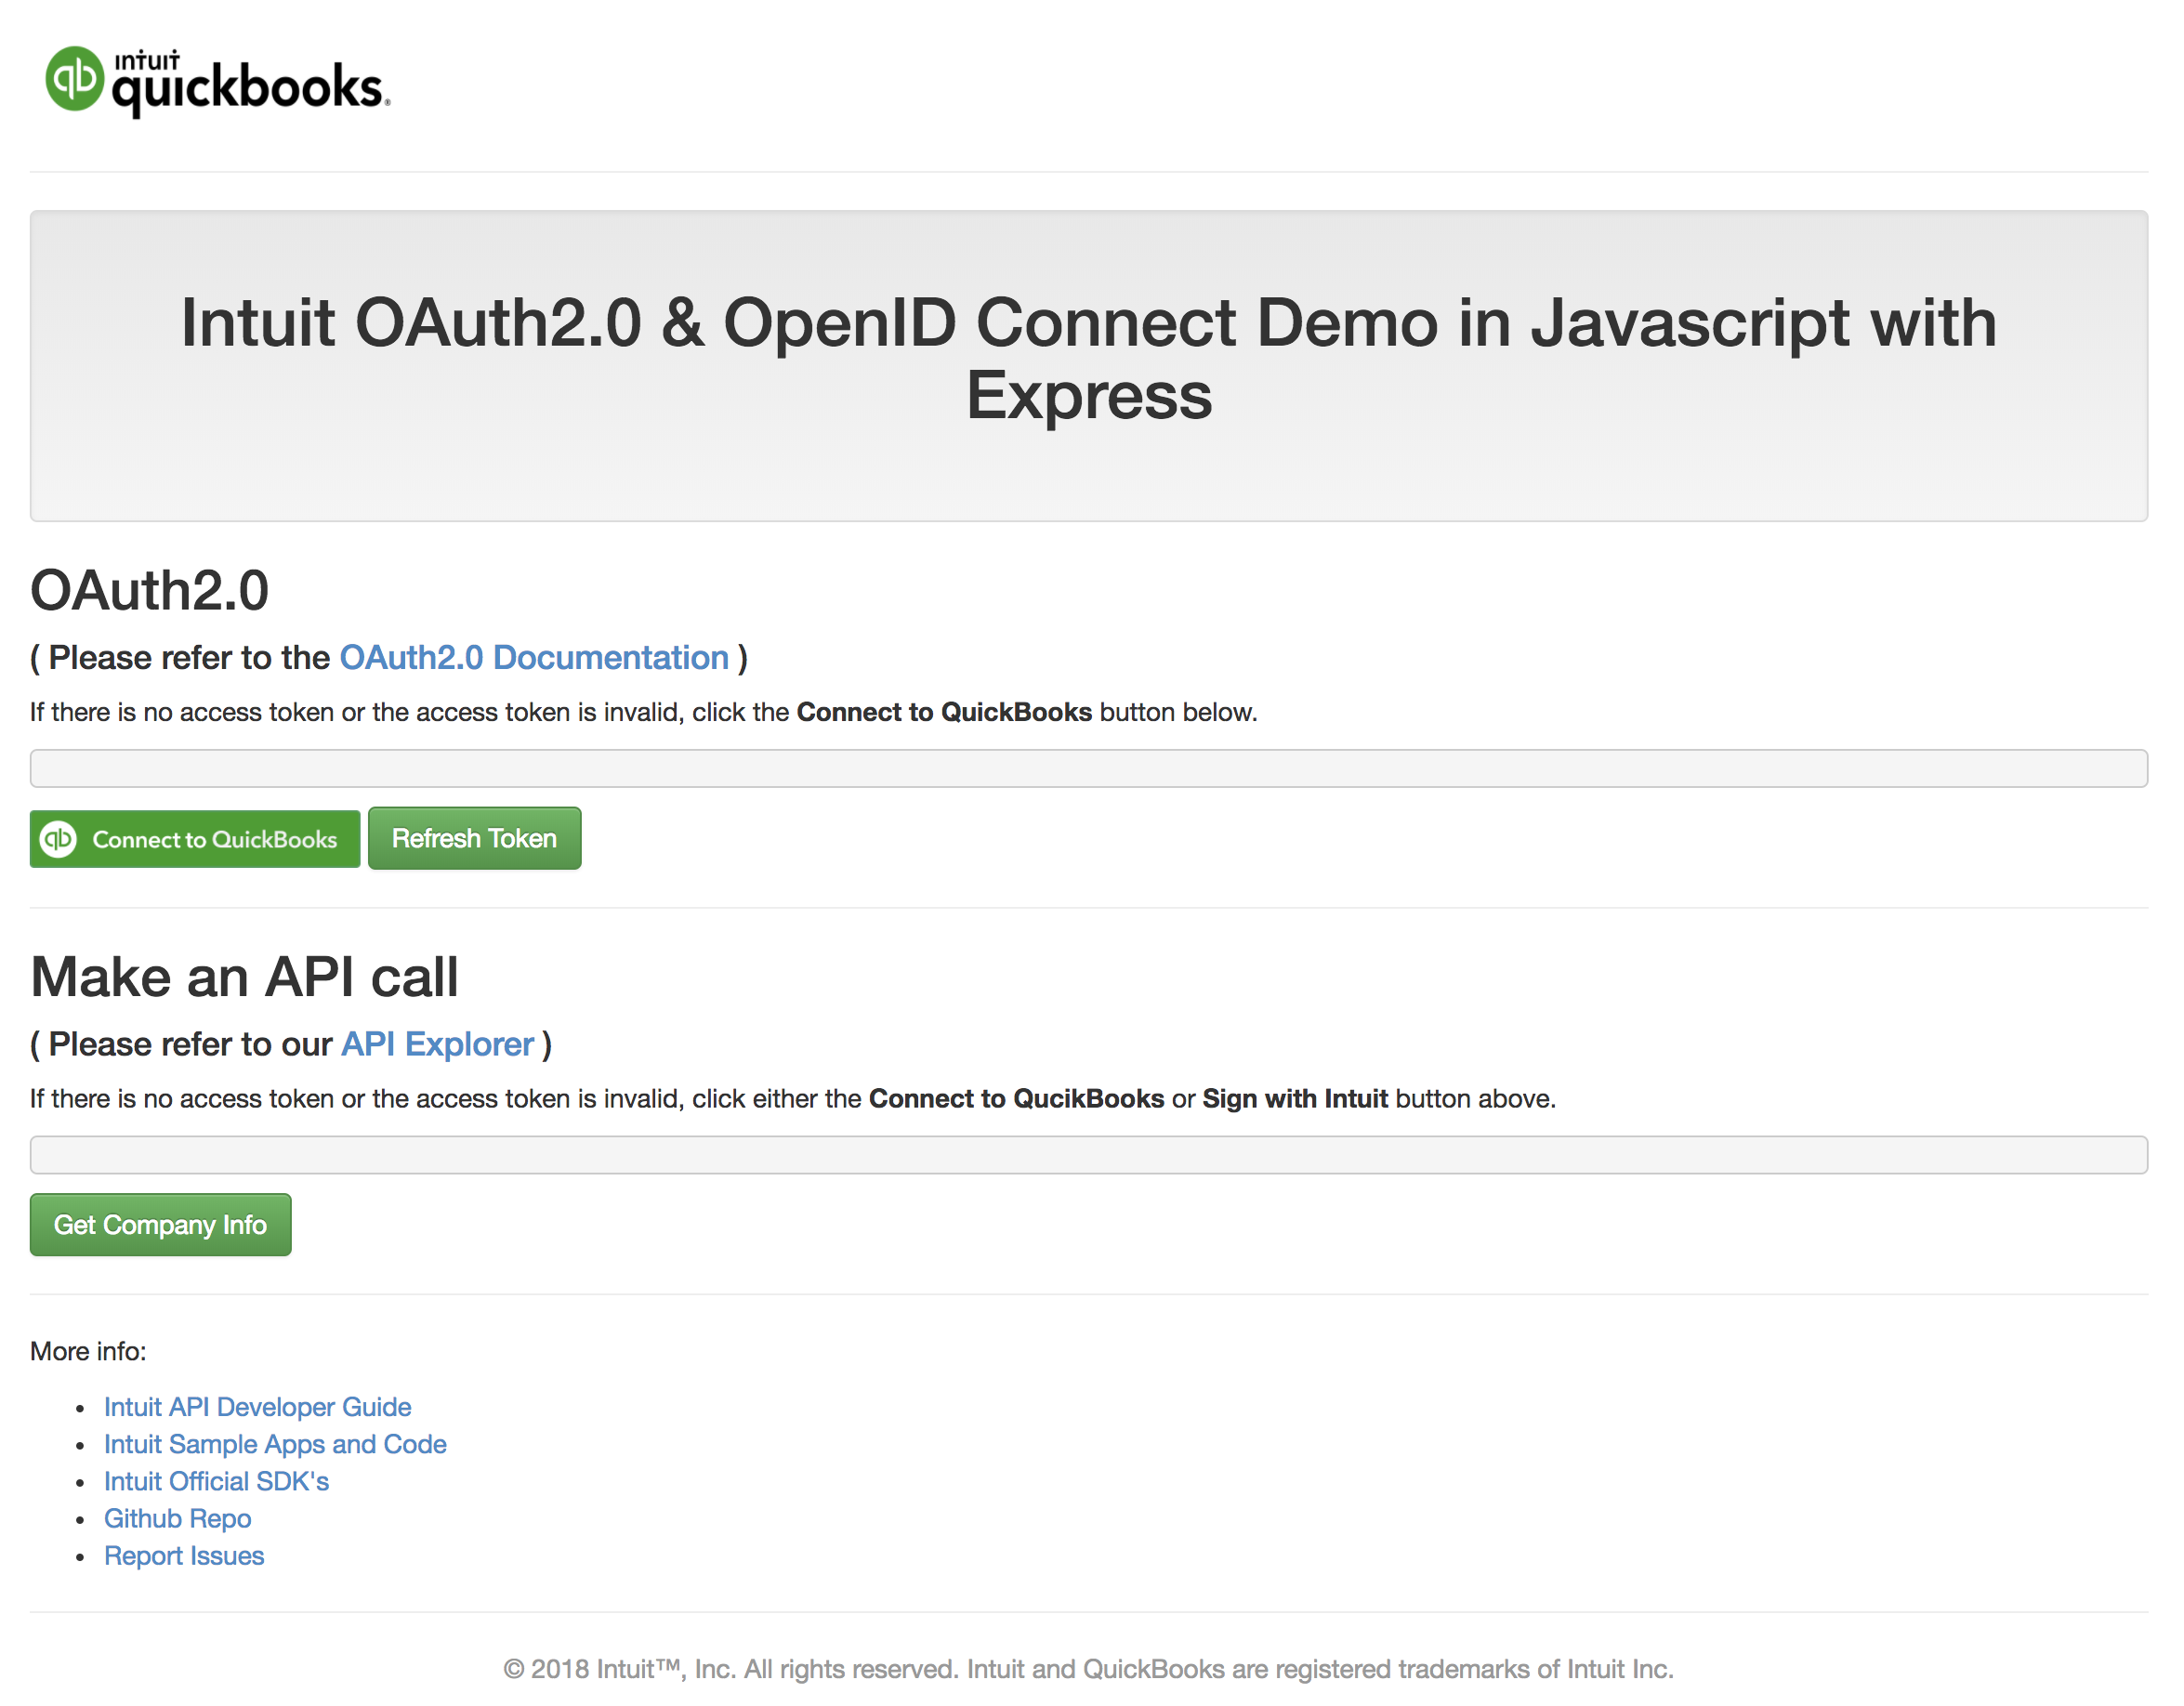 intuit
quickbooks.
Intuit OAuth2.0 & OpenID Connect Demo in Javascript with
Express
OAuth2.0
( Please refer to the OAuth2.0 Documentation )
If there is no access token or the access token is invalid, click the Connect to QuickBooks button below.
qb Connect to QuickBooks Refresh Token
Make an API call
( Please refer to our API Explorer )
If there is no access token or the access token is invalid, click either the Connect to QucikBooks or Sign with Intuit button above.
Get Company Info
More info:
• Intuit API Developer Guide
• Intuit Sample Apps and Code
• Intuit Official SDK's
• Github Repo
• Report Issues
© 2018 Intuit™, Inc. All rights reserved. Intuit and QuickBooks are registered trademarks of Intuit Inc.